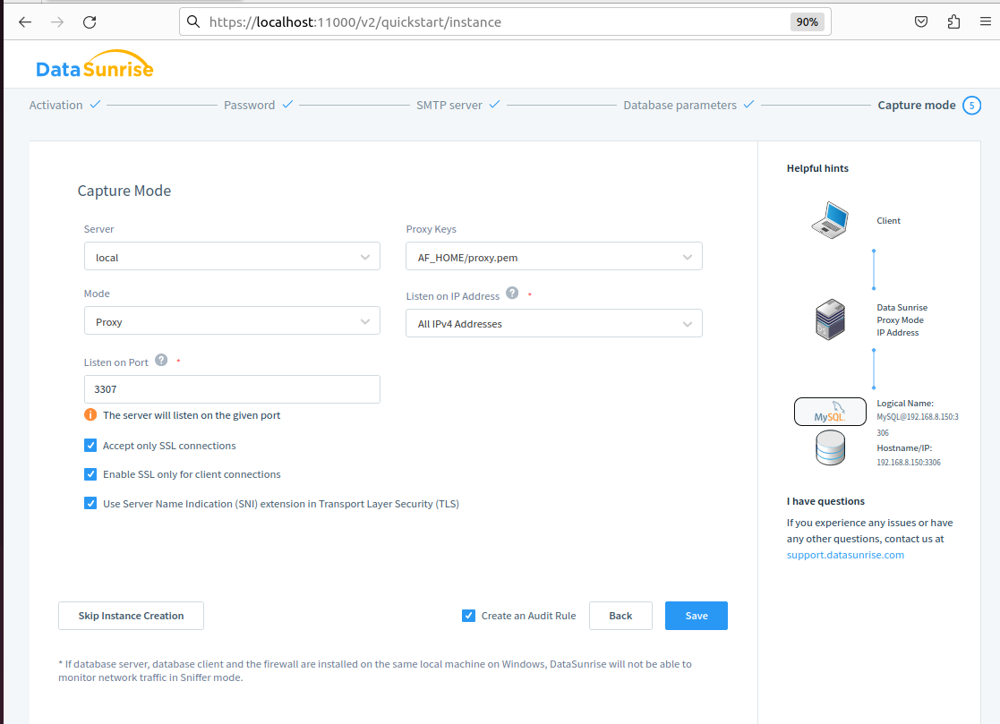 https://localhost:11000/v2/quickstart/instance 90%
DataSunrise
Activation Password SMTP server Database parameters Capture mode 5
Capture Mode
Server
local
Proxy Keys
AF_HOME/proxy.pem
Mode
Proxy
Listen on IP Address ? *
All IPv4 Addresses
Listen on Port ? *
3307
The server will listen on the given port
Accept only SSL connections
Enable SSL only for client connections
Use Server Name Indication (SNI) extension in Transport Layer Security (TLS)
Skip Instance Creation
Create an Audit Rule
Back
Save
* If database server, database client and the firewall are installed on the same local machine on Windows, DataSunrise will not be able to
monitor network traffic in Sniffer mode.
Helpful hints
Client
Data Sunrise
Proxy Mode
IP Address
DS
MySQL
Logical Name:
MySQL@192.168.8.150:3
306
Hostname/IP:
192.168.8.150:3306
I have questions
If you experience any issues or have
any other questions, contact us at
support.datasunrise.com